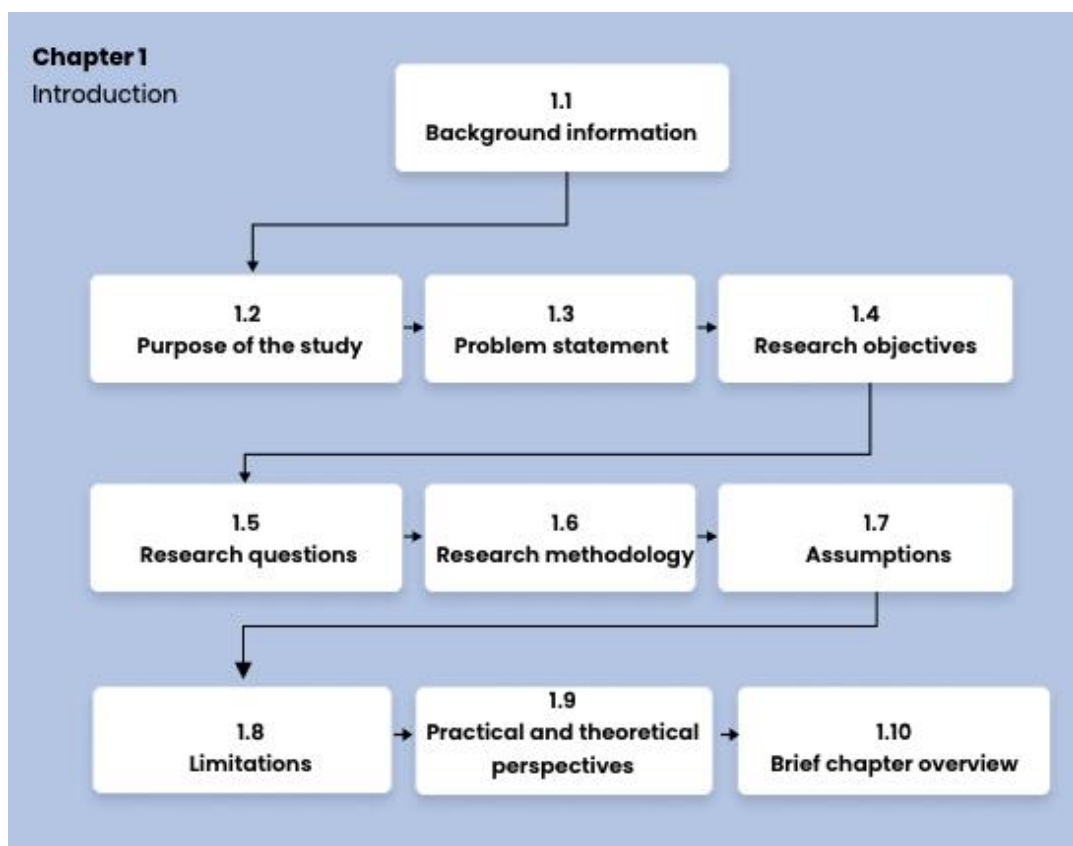 Chapter 1
Introduction
1.1
Background information
1.2
Purpose of the study
1.3
Problem statement
1.4
Research objectives
1.5
Research questions
1.6
Research methodology
1.7
Assumptions
1.8
Limitations
1.9
Practical and theoretical
perspectives
1.10
Brief chapter overview